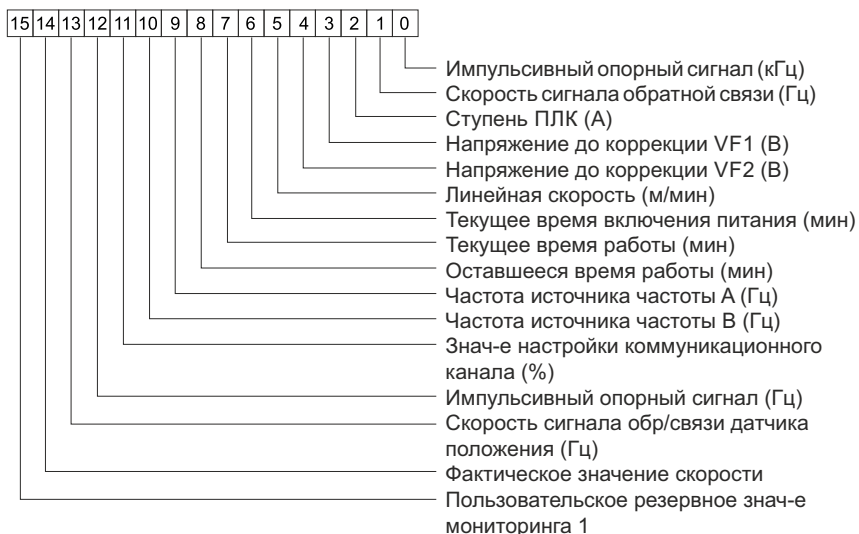 15 14 13 12 11 10 9 8 7 6 5 4 3 2 1 0
Импульсивный опорный сигнал (кГц)
Скорость сигнала обратной связи (Гц)
Ступень ПЛК (А)
Напряжение до коррекции VF1 (В)
Напряжение до коррекции VF2 (В)
Линейная скорость (м/мин)
Текущее время включения питания (мин)
Текущее время работы (мин)
Оставшееся время работы (мин)
Частота источника частоты А (Гц)
Частота источника частоты В (Гц)
Знач-е настройки коммуникационного
канала (%)
Импульсивный опорный сигнал (Гц)
Скорость сигнала обр/связи датчика
положения (Гц)
Фактическое значение скорости
Пользовательское резервное знач-е
мониторинга 1